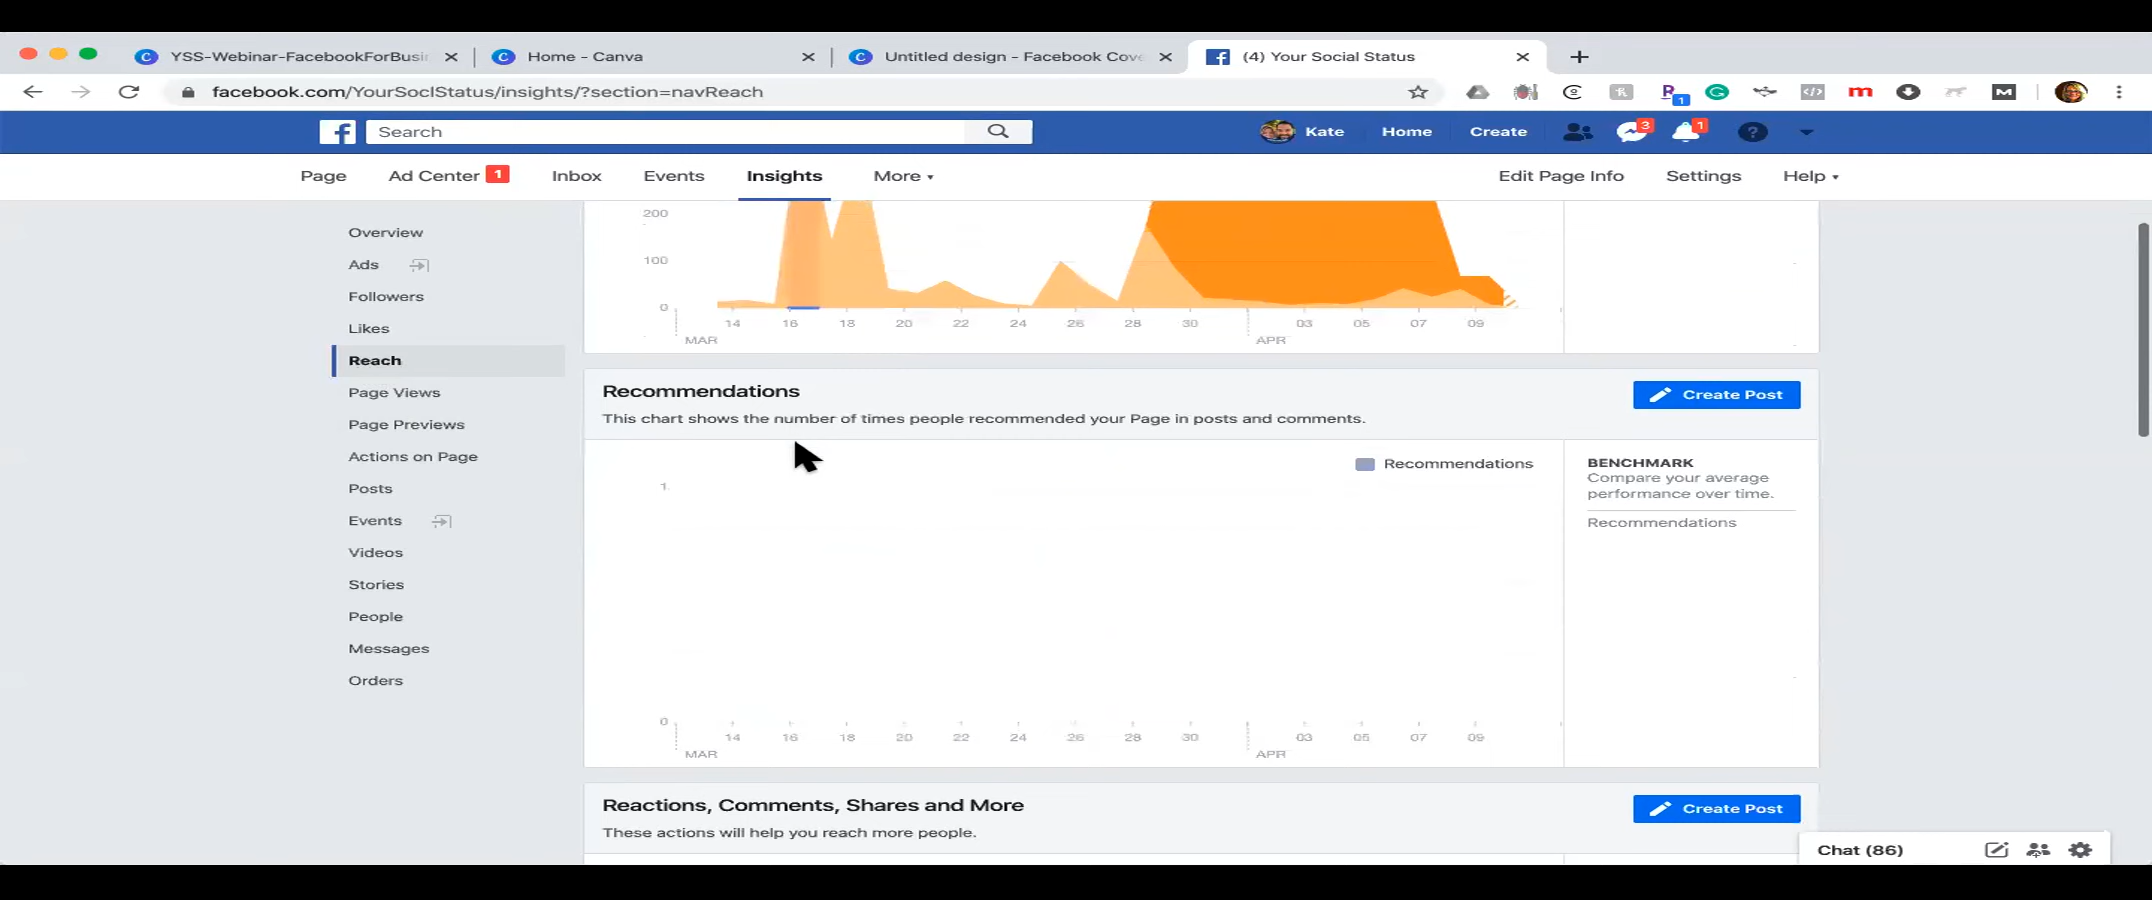 YSS-Webinar-FacebookForBusi
Home - Canva
Untitled design - Facebook Cove
(4) Your Social Status
facebook.com/YourSoclStatus/insights/?section=navReach
1
Search
Kate
Home
Create
3
1
Page
Ad Center 1
Inbox
Events
Insights
More
Edit Page Info
Settings
Help
Overview
Ads
Followers
Likes
Reach
Page Views
Page Previews
Actions on Page
Posts
Events
Videos
Stories
People
Messages
Orders
200
100
0
14 16 18 20 22 24 26 28 30 03 05 07 09
MAR APR
Recommendations
Create Post
This chart shows the number of times people recommended your Page in posts and comments.
Recommendations
BENCHMARK
Compare your average
performance over time.
Recommendations
1
0
14 16 18 20 22 24 26 28 30 03 05 07 09
MAR APR
Reactions, Comments, Shares and More
Create Post
These actions will help you reach more people.
Chat (86)